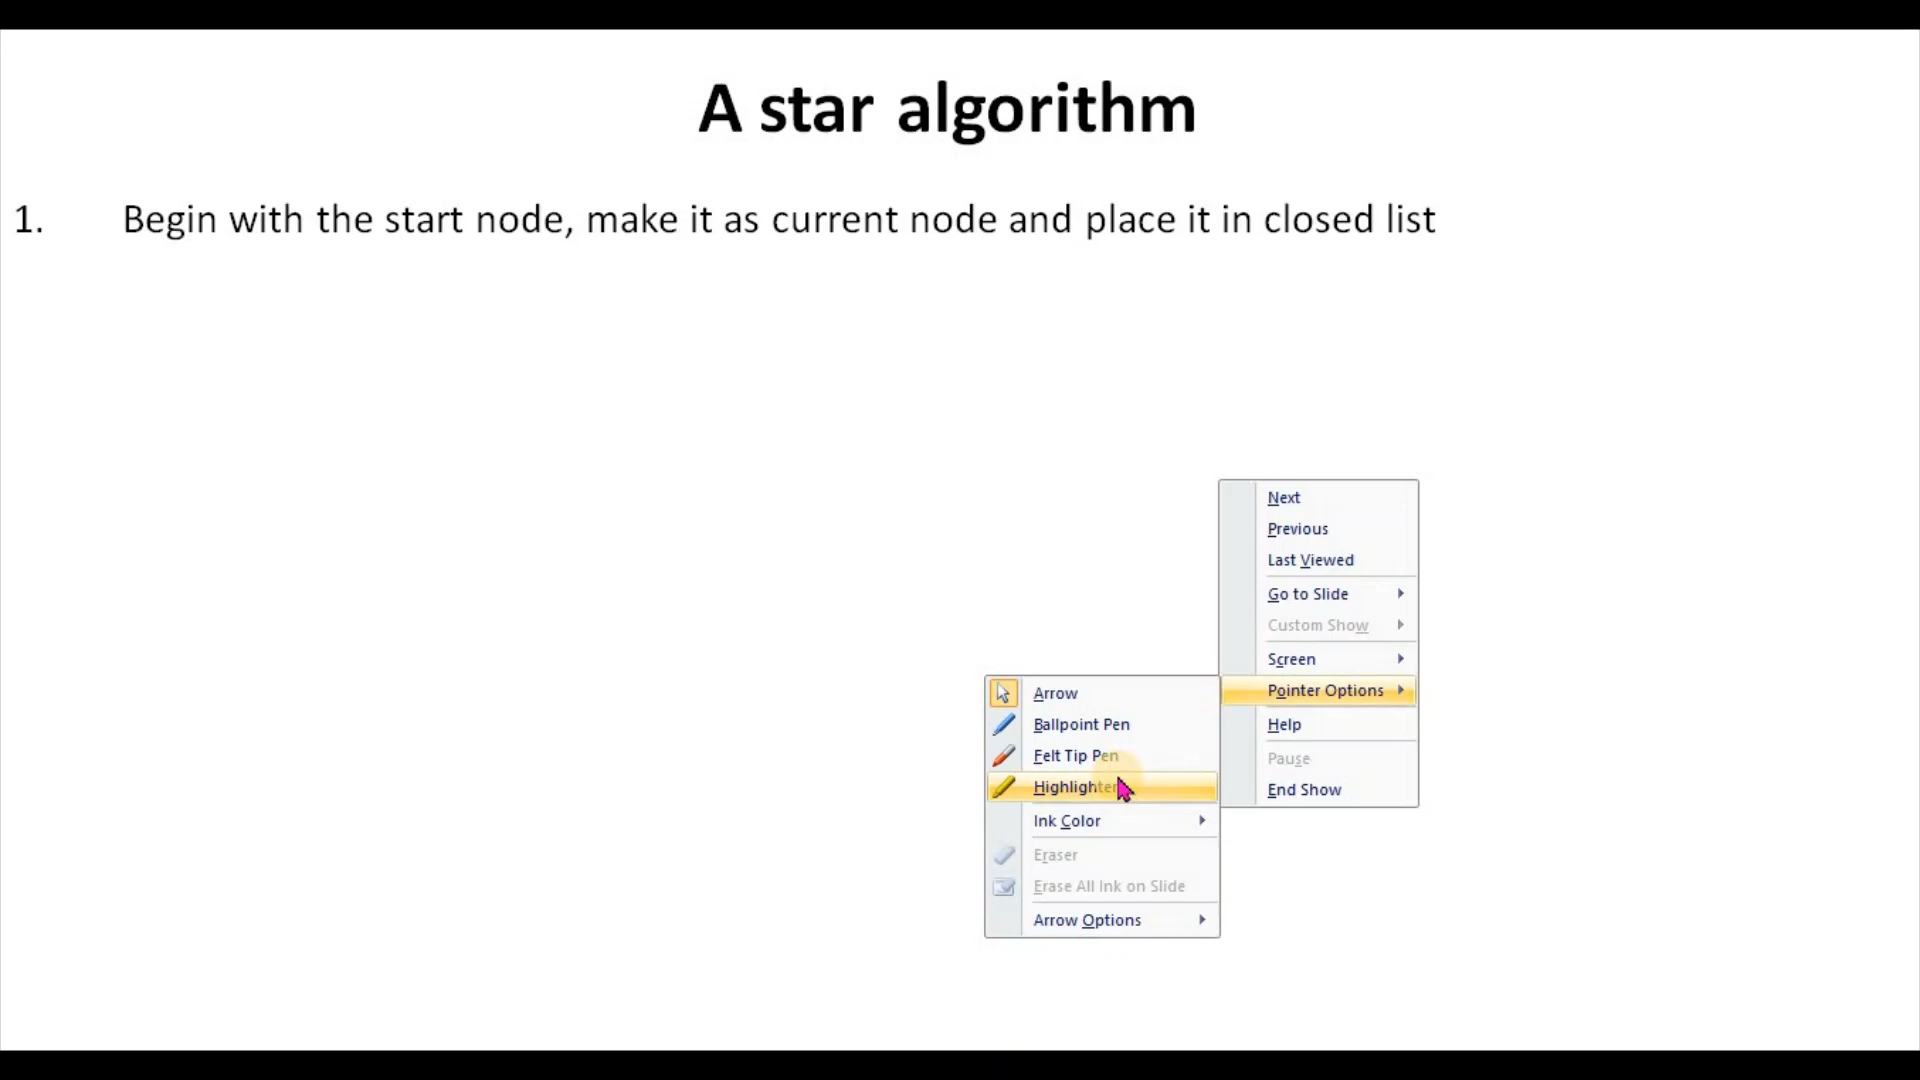 A star algorithm
1. Begin with the start node, make it as current node and place it in closed list
Next
Previous
Last Viewed
Go to Slide
Custom Show
Screen
Pointer Options
Help
Pause
End Show
Arrow
Ballpoint Pen
Felt Tip Pen
Highlighter
Ink Color
Eraser
Erase All Ink on Slide
Arrow Options